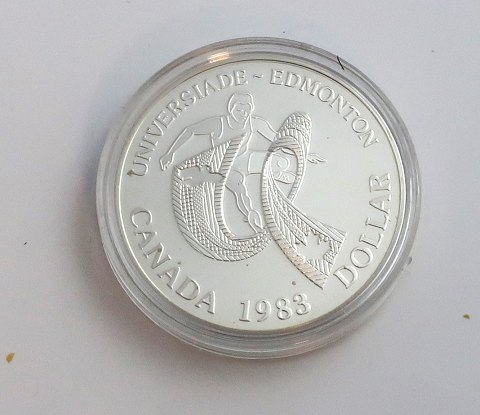 UNIVERSIADE ~ EDMONTON
CANADA 1983 DOLLAR